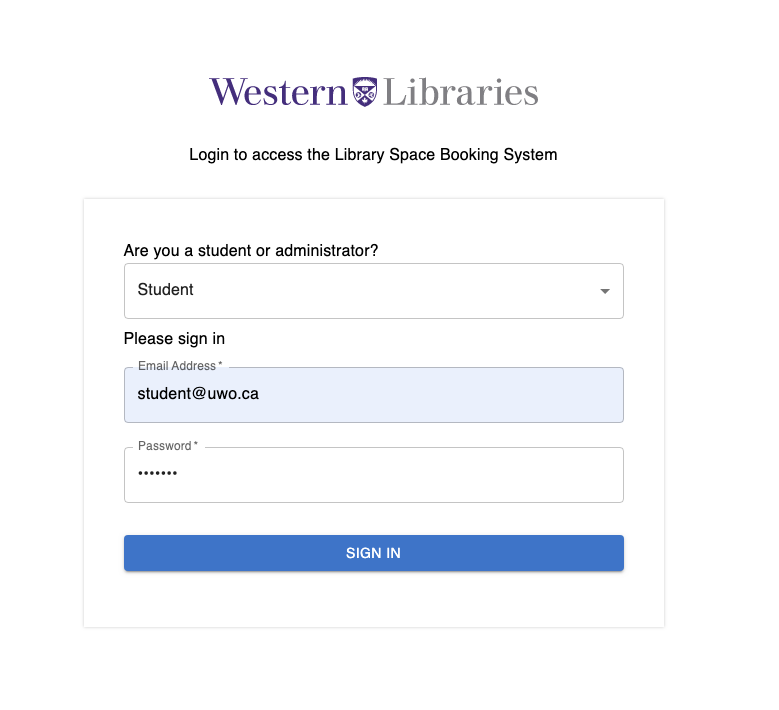 Western Libraries
Login to access the Library Space Booking System
Are you a student or administrator?
Student
Please sign in
Email Address *
student@uwo.ca
Password *
•••••••
SIGN IN